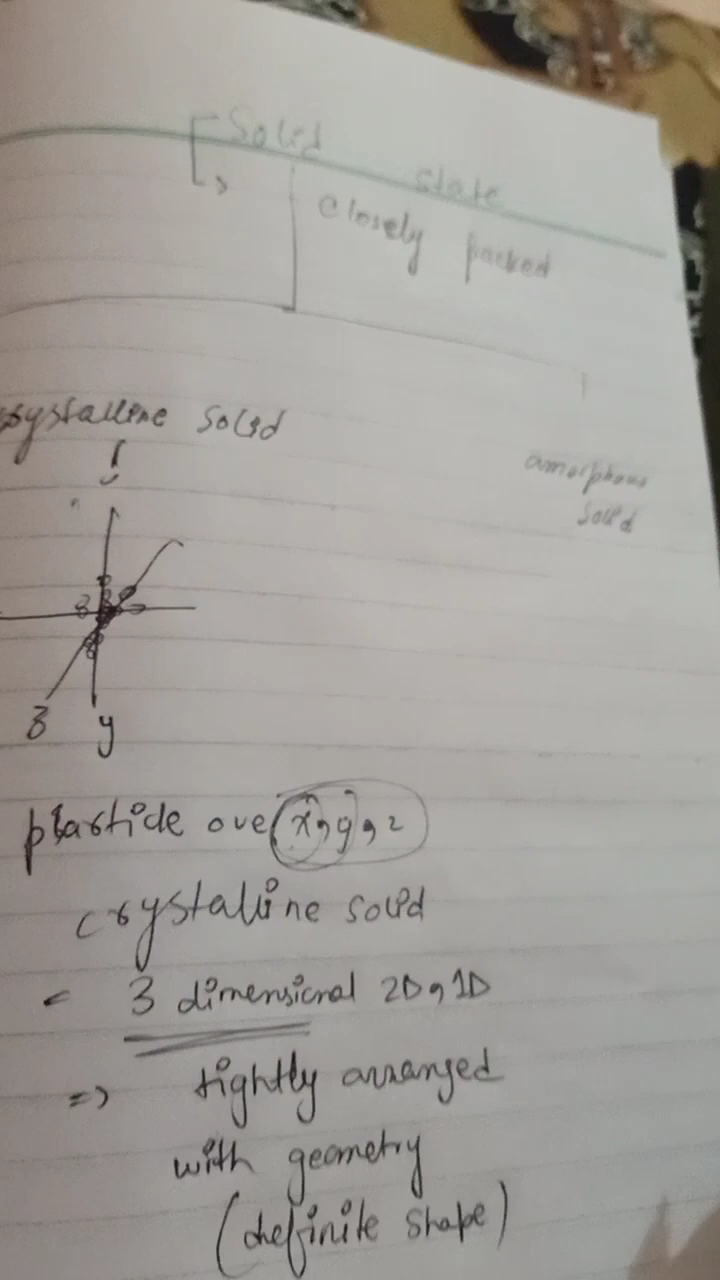 Solid state
closely packed
crystalline solid
amorphous
solid
z y
particle over x, y, z
crystalline solid
= 3 dimensional 2D, 1D
=> tightly arranged
with geometry
(definite shape)